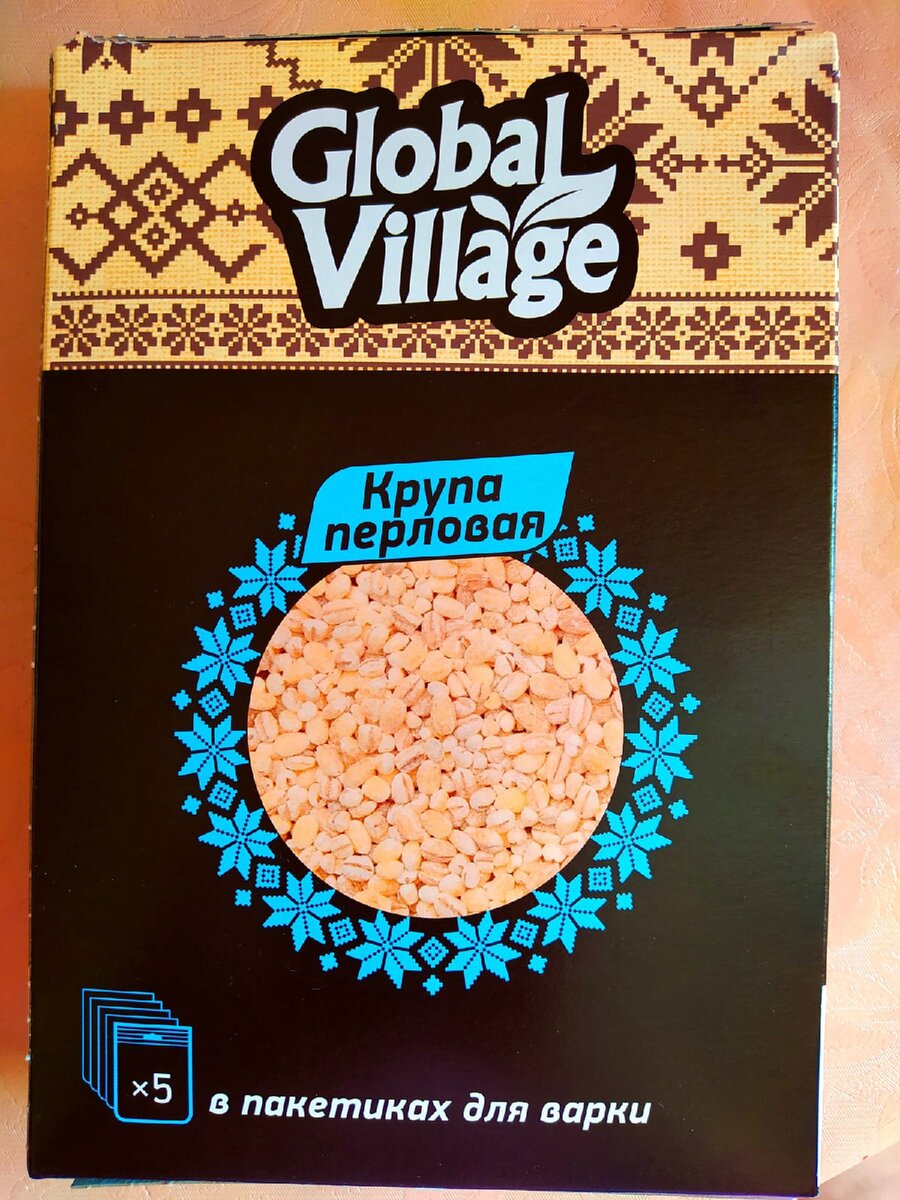 Global
Village
Крупа
перловая
×5
в пакетиках для варки